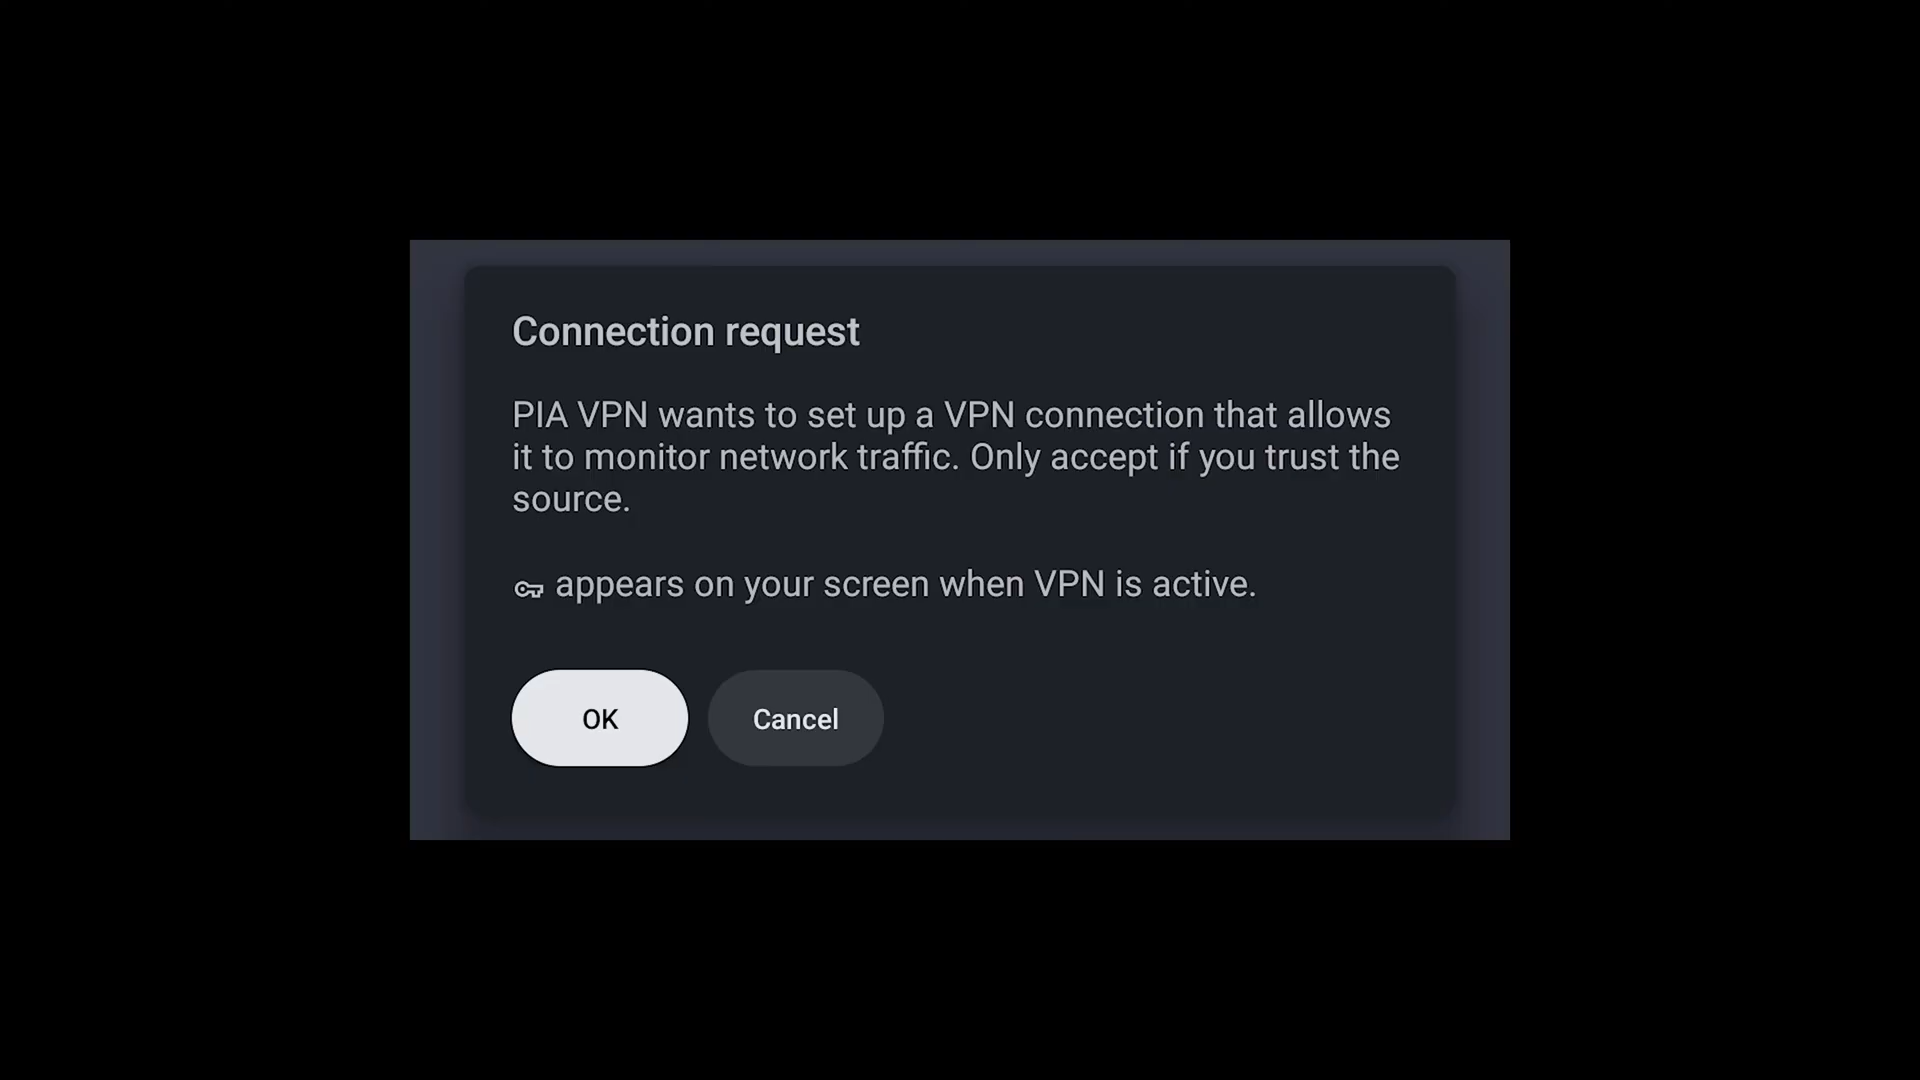 Connection request
PIA VPN wants to set up a VPN connection that allows
it to monitor network traffic. Only accept if you trust the
source.
appears on your screen when VPN is active.
OK
Cancel